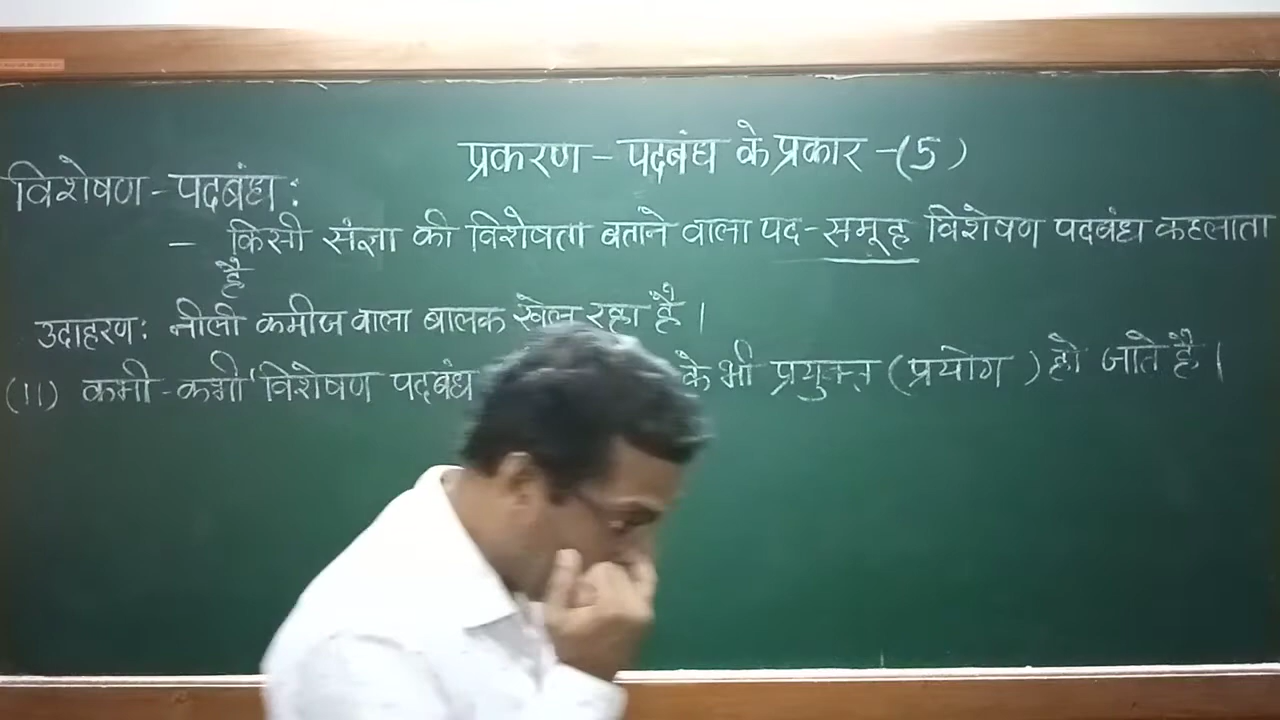 प्रकरण - पदबंध के प्रकार - (5)
विशेषण - पदबंध :
- किसी संज्ञा की विशेषता बताने वाला पद - समूह विशेषण पदबंध कहलाता
है
उदाहरण : नीली कमीज वाला बालक खेल रहा है ।
(11) कभी - कभी विशेषण पदबंध के भी प्रयुक्त ( प्रयोग ) हो जाते है ।